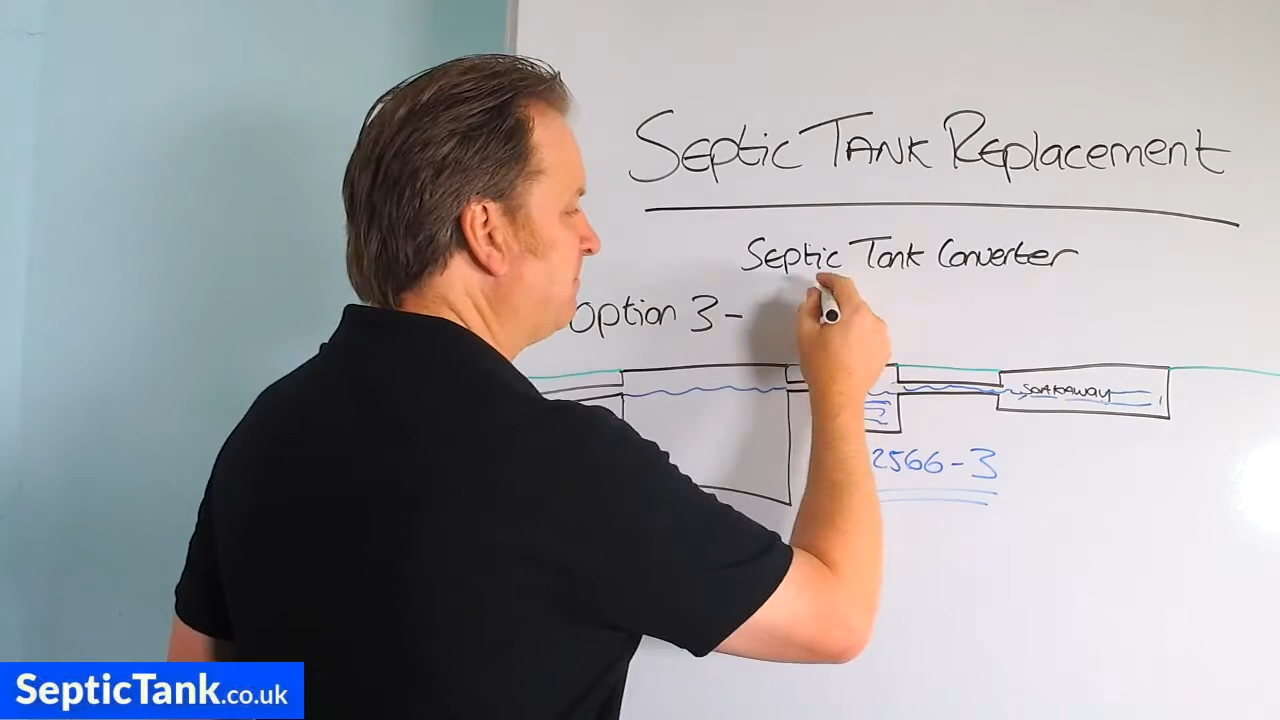 Septic Tank Replacement
Septic Tank Converter
Option 3 -
SOAKAWAY
2566-3
SepticTank.co.uk